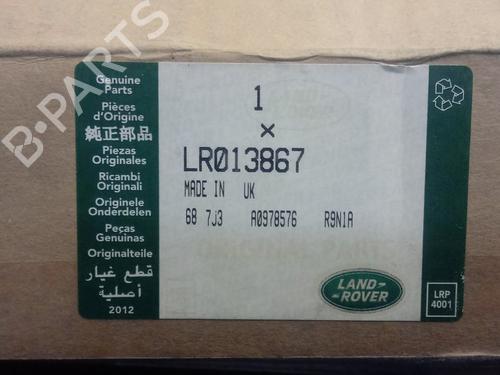 B-PARTS
Genuine
Parts
Pièces
d'Origine
純正部品
Piezas
Originales
Ricambi
Originali
Originele
Onderdelen
Peças
Genuinas
Originalteile
قطع غيار
أصلية
2012
1
×
LR013867
MADE IN UK
68 7J3 A0978576 R9N1A
LAND-
-ROVER
LRP
4001